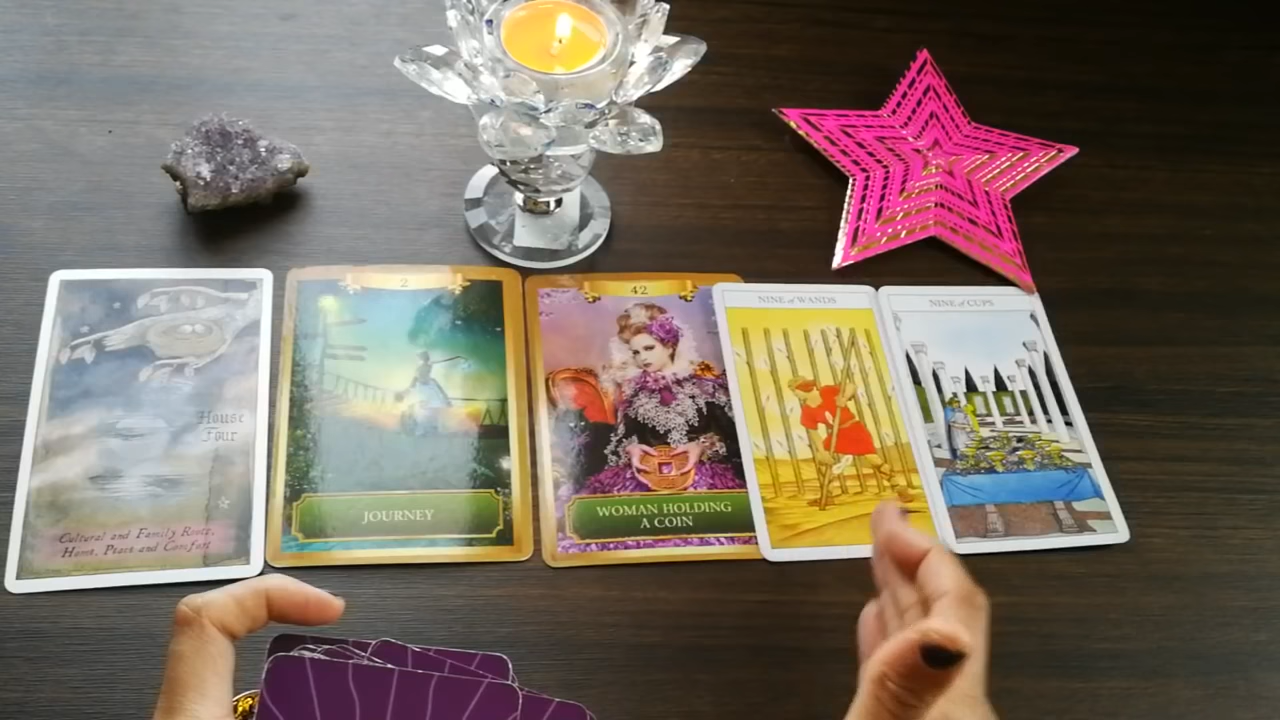 House
Four
Cultural and Family Roots,
Home, Peace and Comfort
2
JOURNEY
42
WOMAN HOLDING
A COIN
NINE of WANDS
NINE of CUPS